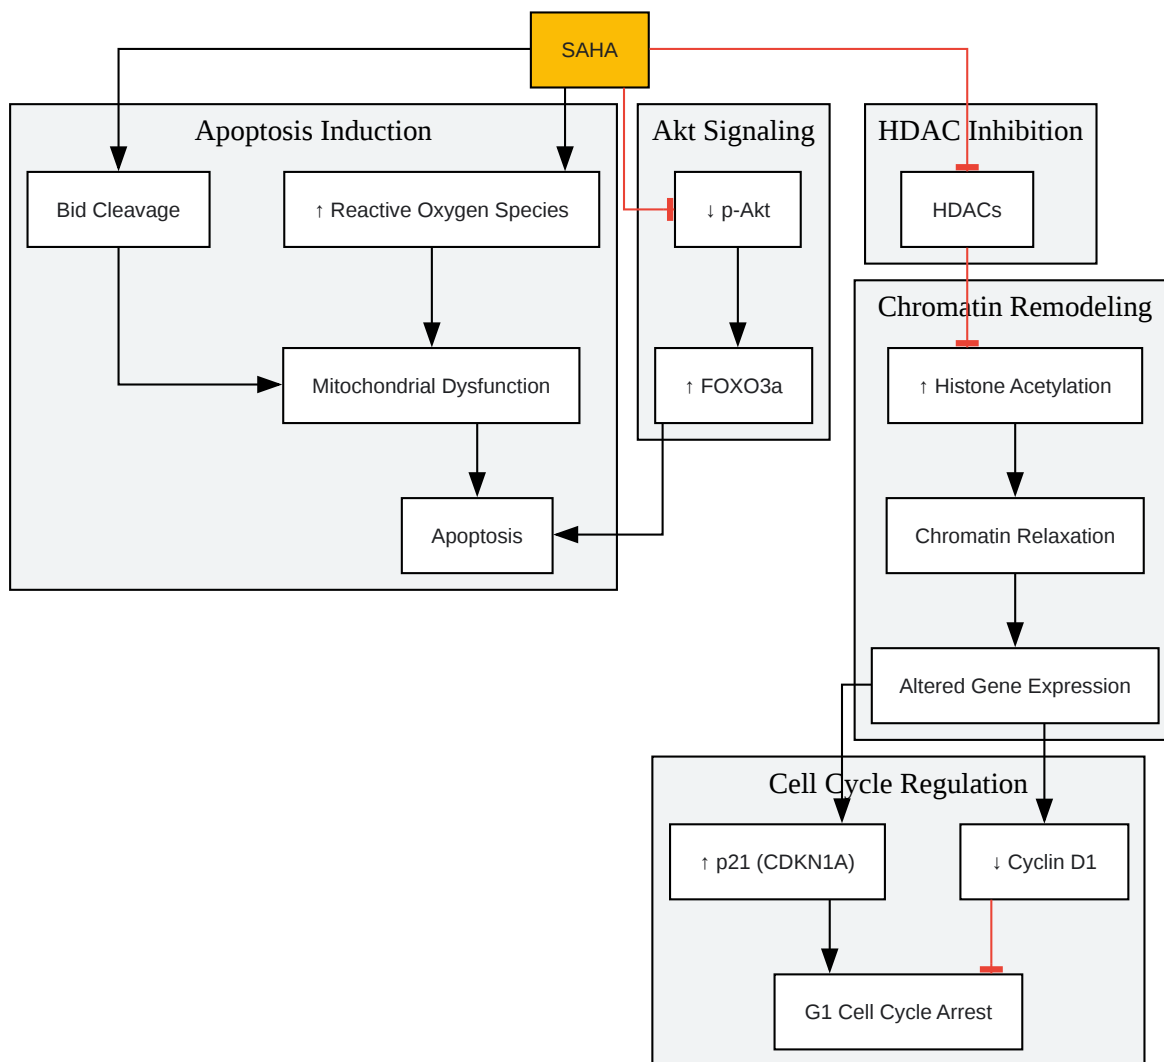 SAHA
Apoptosis Induction
Akt Signaling
HDAC Inhibition
Bid Cleavage
↑ Reactive Oxygen Species
↓ p-Akt
HDACs
Chromatin Remodeling
Mitochondrial Dysfunction
↑ FOXO3a
↑ Histone Acetylation
Apoptosis
Chromatin Relaxation
Altered Gene Expression
Cell Cycle Regulation
↑ p21 (CDKN1A)
↓ Cyclin D1
G1 Cell Cycle Arrest